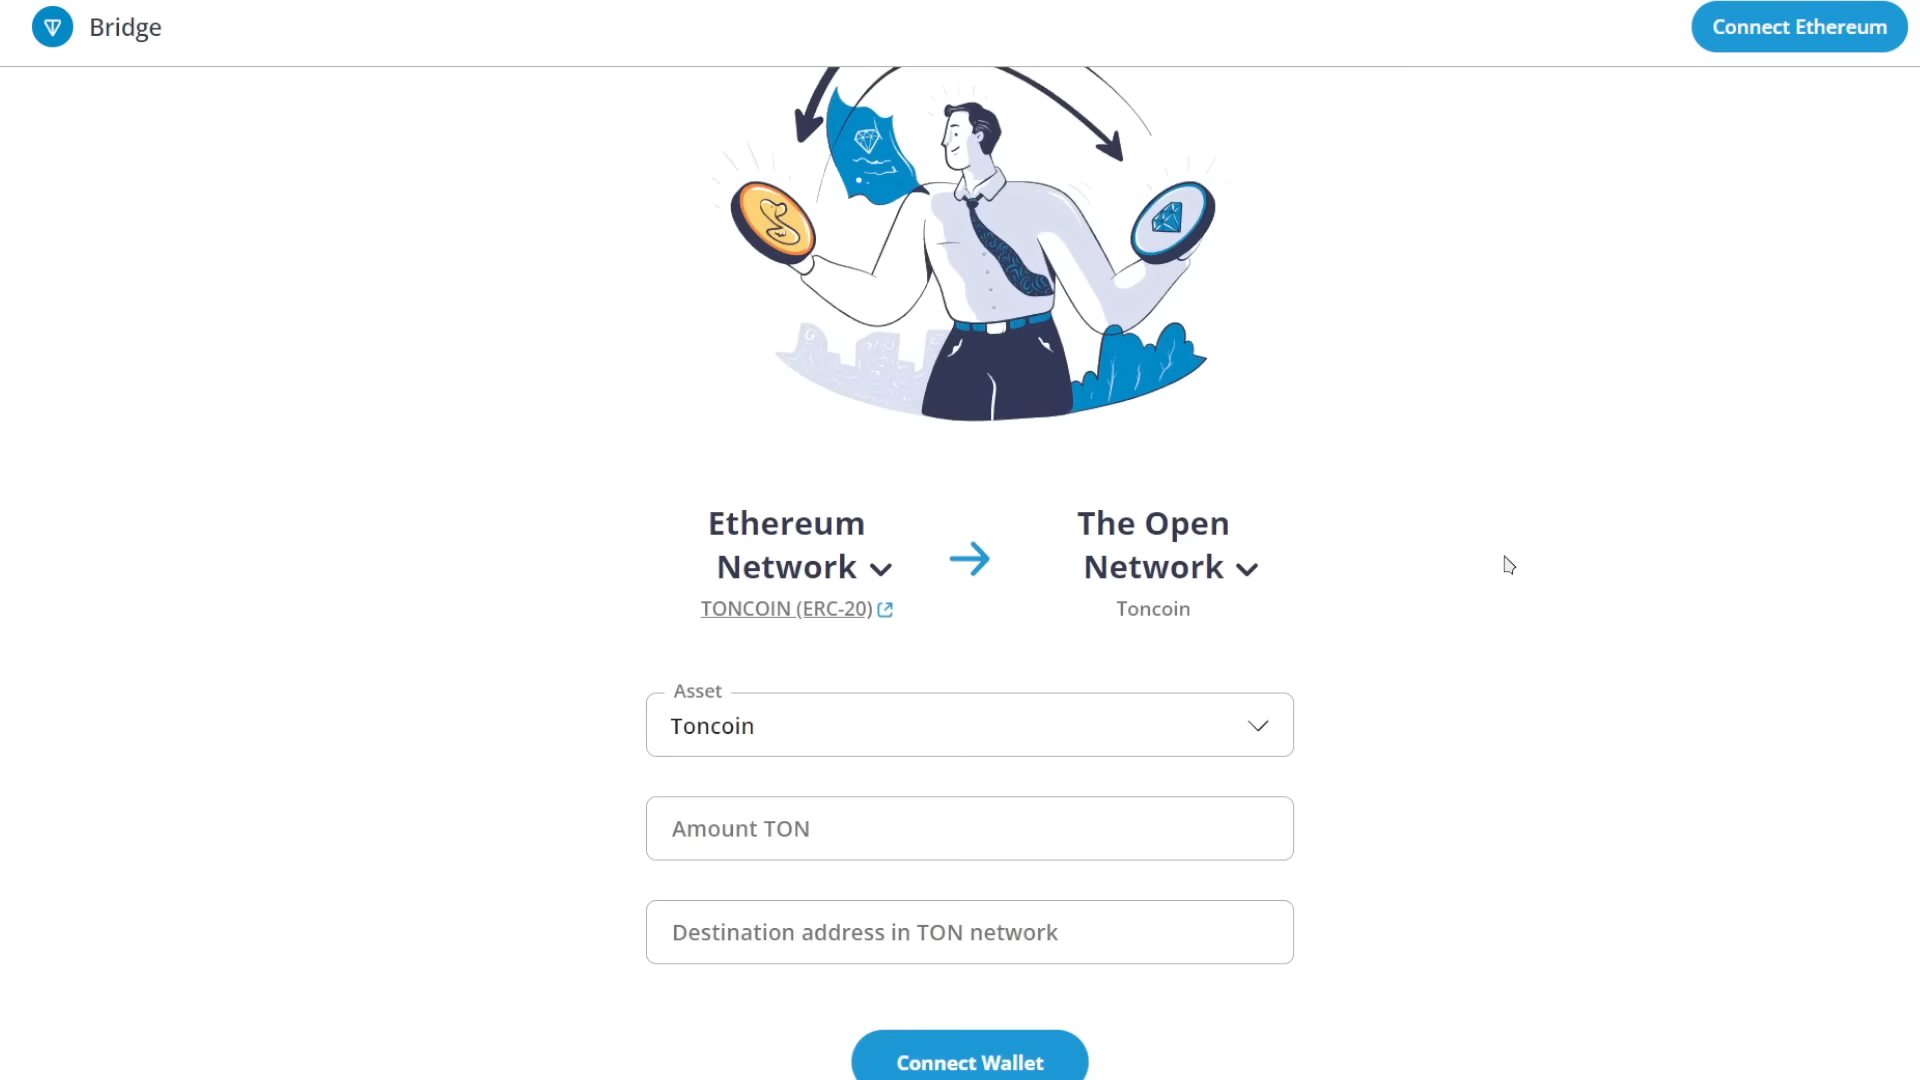 Bridge
Connect Ethereum
Ethereum
Network
TONCOIN (ERC-20)
The Open
Network
Toncoin
Asset
Toncoin
Amount TON
Destination address in TON network
Connect Wallet